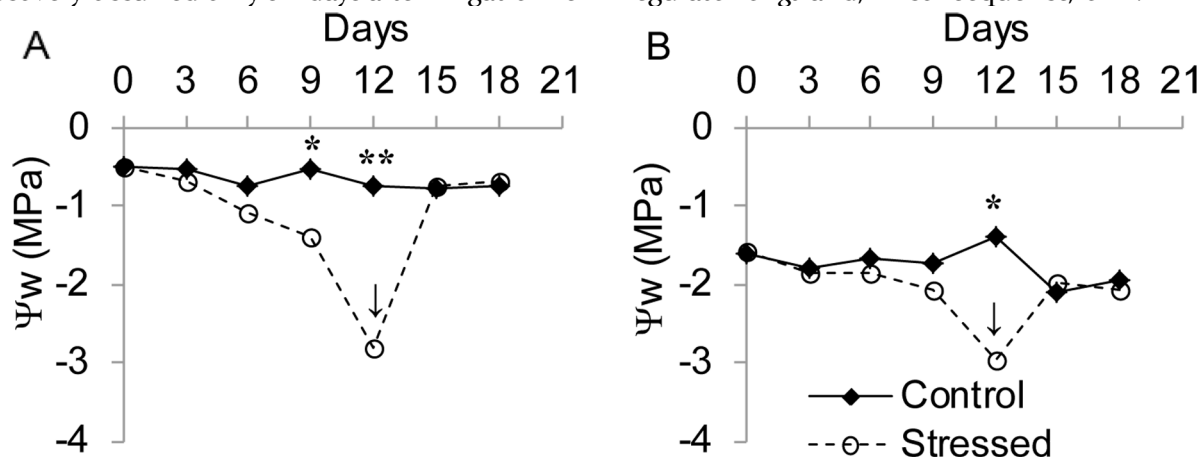 A
Days
0 3 6 9 12 15 18 21
0
-1
-2
-3
-4
Ψw (MPa)
* **
↓
B
Days
0 3 6 9 12 15 18 21
0
-1
-2
-3
-4
Ψw (MPa)
*
↓
Control
Stressed